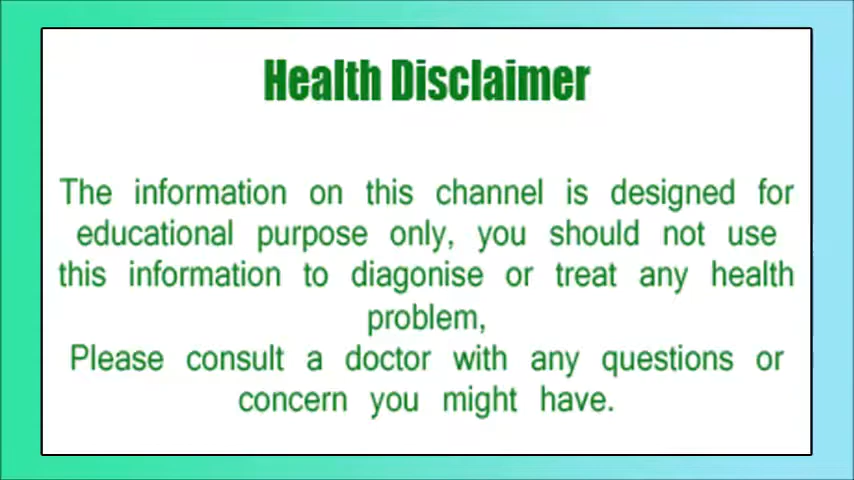 Health Disclaimer
The information on this channel is designed for
educational purpose only, you should not use
this information to diagonise or treat any health
problem,
Please consult a doctor with any questions or
concern you might have.